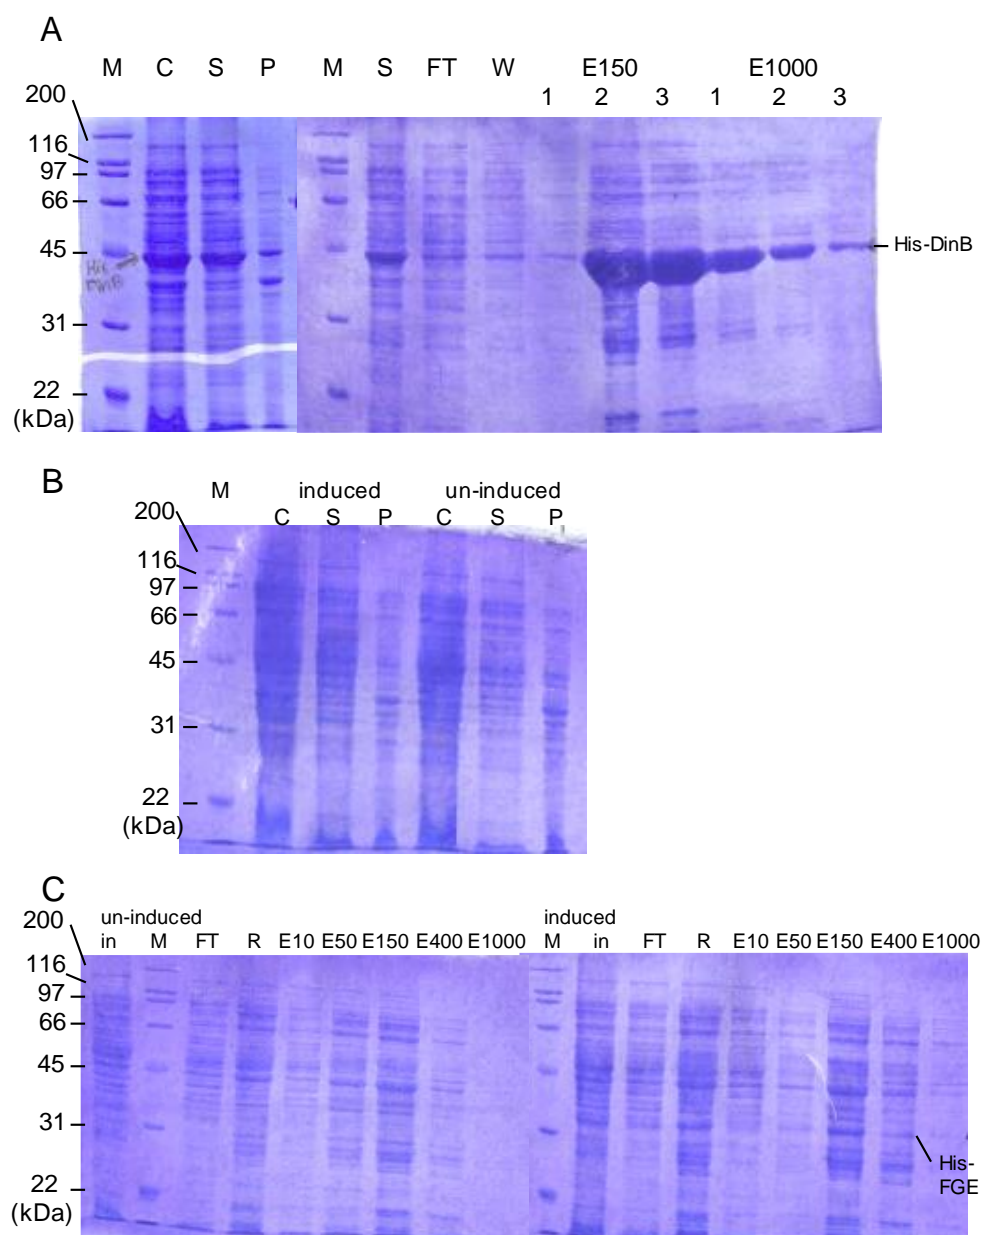 A
M C S P M S FT W E150 E1000
200 1 2 3 1 2 3
116
97
66
45
His-DinB
His
DinB
31
22
(kDa)
B
M induced un-induced
200 C S P C S P
116
97
66
45
31
22
(kDa)
C
un-induced induced
200
in M FT R E10 E50 E150 E400 E1000 M in FT R E10 E50 E150 E400 E1000
116
97
66
45
31
His-
FGE
22
(kDa)